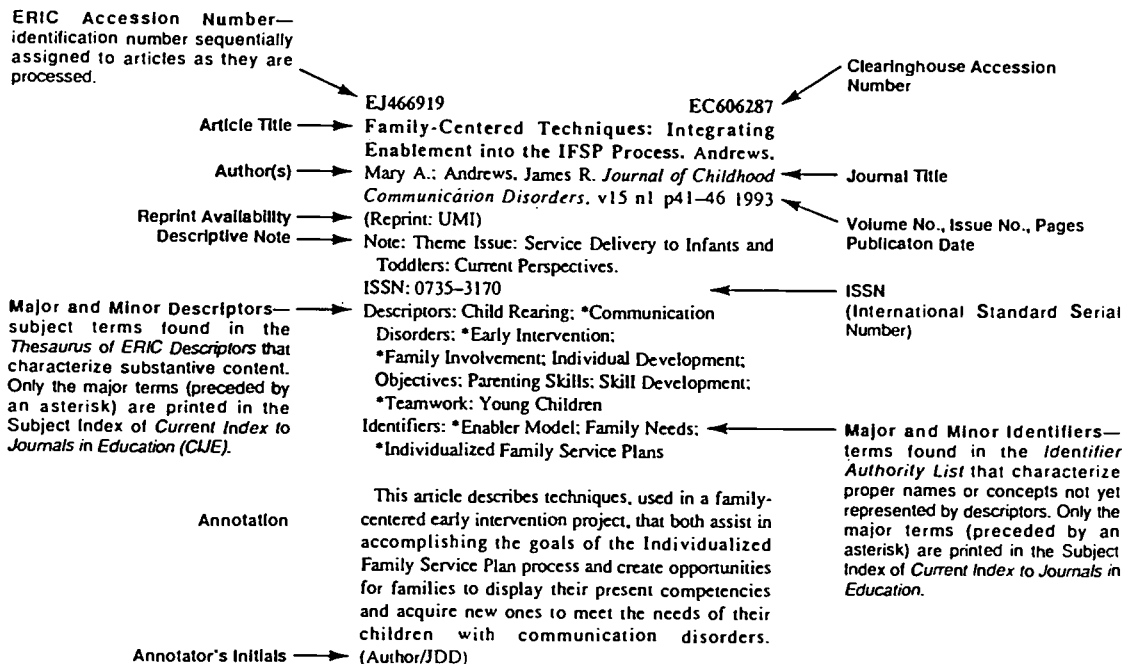 ERIC Accession Number—
identification number sequentially
assigned to articles as they are
processed.
Clearinghouse Accession
Number
EJ466919 EC606287
Article Title
Family-Centered Techniques: Integrating
Enablement into the IFSP Process. Andrews,
Author(s)
Mary A.; Andrews, James R. Journal of Childhood
Journal Title
Communication Disorders, v15 n1 p41–46 1993
Reprint Availability
(Reprint: UMI)
Volume No., Issue No., Pages
Publicaton Date
Descriptive Note
Note: Theme Issue: Service Delivery to Infants and
Toddlers: Current Perspectives.
ISSN: 0735–3170
ISSN
(International Standard Serial
Number)
Major and Minor Descriptors—
subject terms found in the
Thesaurus of ERIC Descriptors that
characterize substantive content.
Only the major terms (preceded by
an asterisk) are printed in the
Subject Index of Current Index to
Journals in Education (CIJE).
Descriptors: Child Rearing; *Communication
Disorders; *Early Intervention;
*Family Involvement; Individual Development;
Objectives; Parenting Skills; Skill Development;
*Teamwork; Young Children
Identifiers: *Enabler Model; Family Needs;
*Individualized Family Service Plans
Major and Minor Identifiers—
terms found in the Identifier
Authority List that characterize
proper names or concepts not yet
represented by descriptors. Only the
major terms (preceded by an
asterisk) are printed in the Subject
Index of Current Index to Journals in
Education.
Annotation
This article describes techniques, used in a family-
centered early intervention project, that both assist in
accomplishing the goals of the Individualized
Family Service Plan process and create opportunities
for families to display their present competencies
and acquire new ones to meet the needs of their
children with communication disorders.
Annotator's Initials
(Author/JDD)